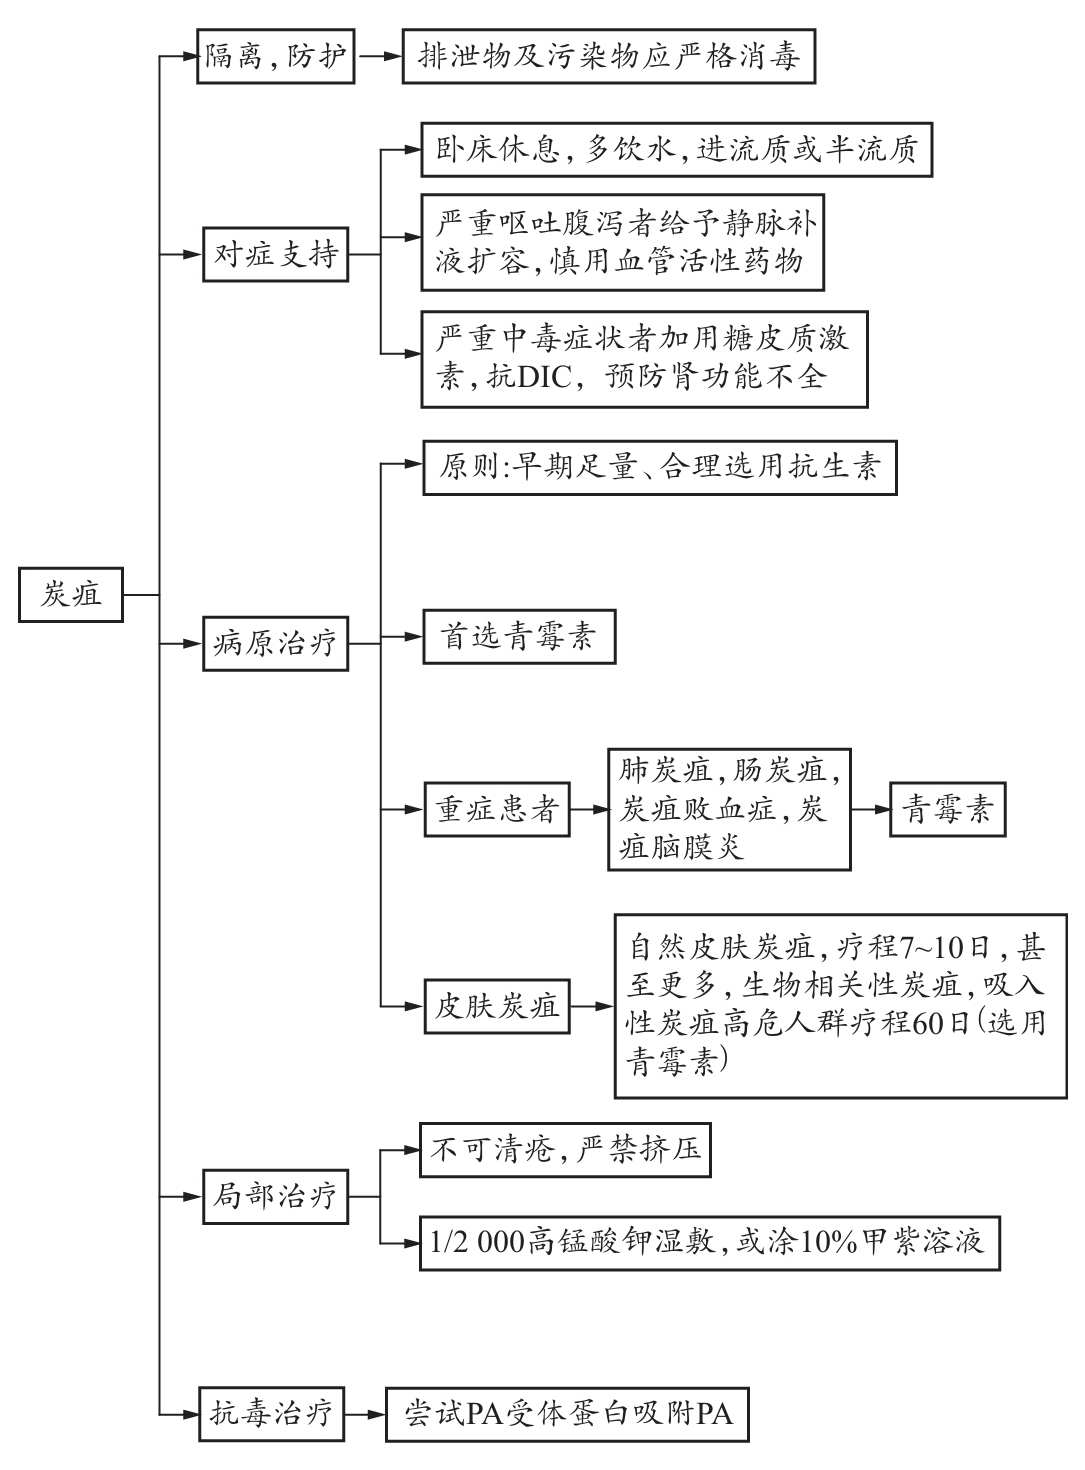 隔离,防护
排泄物及污染物应严格消毒
卧床休息,多饮水,进流质或半流质
对症支持
严重呕吐腹泻者给予静脉补
液扩容,慎用血管活性药物
严重中毒症状者加用糖皮质激
素,抗DIC, 预防肾功能不全
炭疽
病原治疗
原则:早期足量、合理选用抗生素
首选青霉素
重症患者
肺炭疽,肠炭疽,
炭疽败血症,炭
疽脑膜炎
青霉素
皮肤炭疽
自然皮肤炭疽,疗程7~10日,甚
至更多,生物相关性炭疽,吸入
性炭疽高危人群疗程60日(选用
青霉素)
局部治疗
不可清疮,严禁挤压
1/2 000高锰酸钾湿敷,或涂10%甲紫溶液
抗毒治疗
尝试PA受体蛋白吸附PA